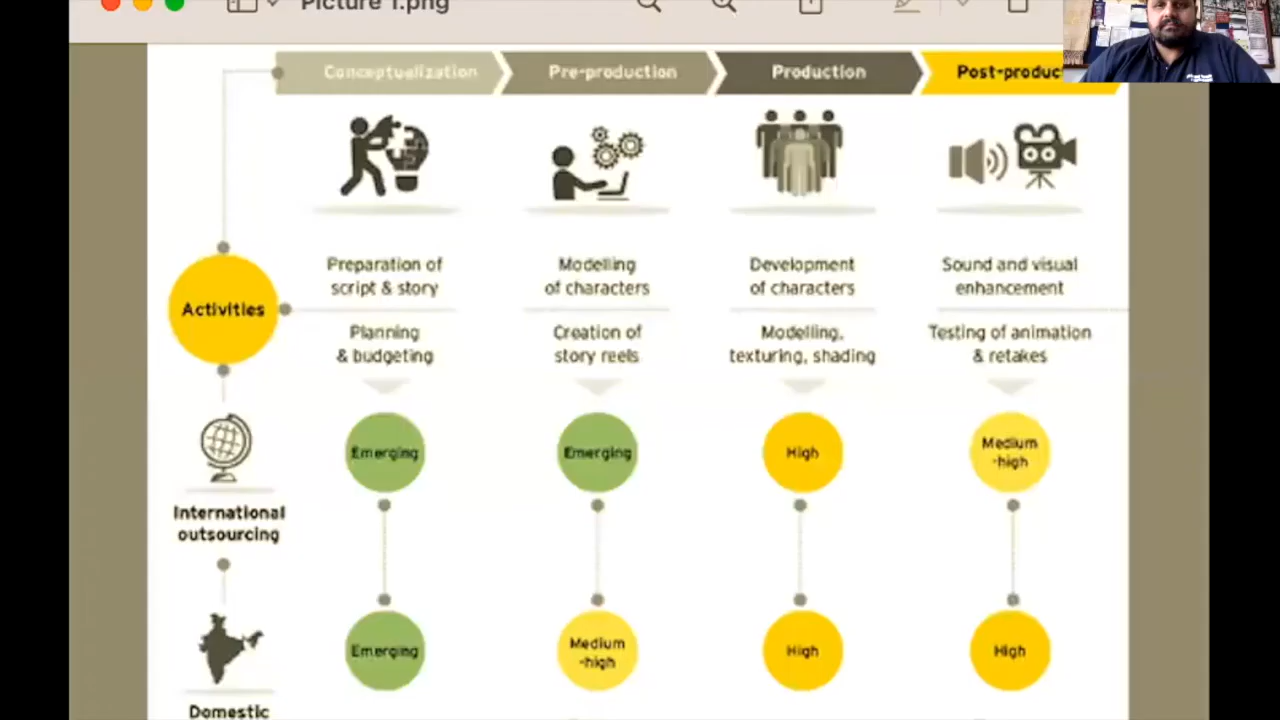 Picture 1.png
Conceptualization
Pre-production
Production
Post-produc
Preparation of
script & story
Modelling
of characters
Development
of characters
Sound and visual
enhancement
Activities
Planning
& budgeting
Creation of
story reels
Modelling,
texturing, shading
Testing of animation
& retakes
International
outsourcing
Emerging
Emerging
High
Medium
-high
Domestic
Emerging
Medium
-high
High
High